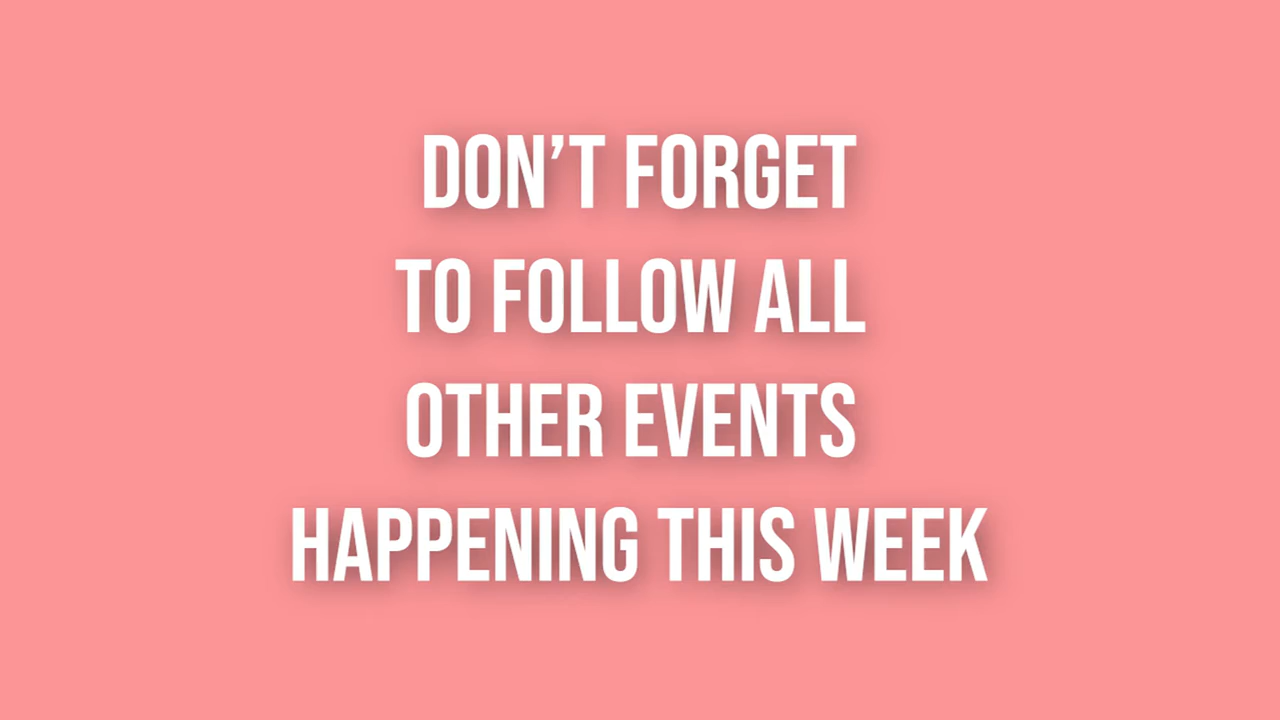 DON’T FORGET
TO FOLLOW ALL
OTHER EVENTS
HAPPENING THIS WEEK